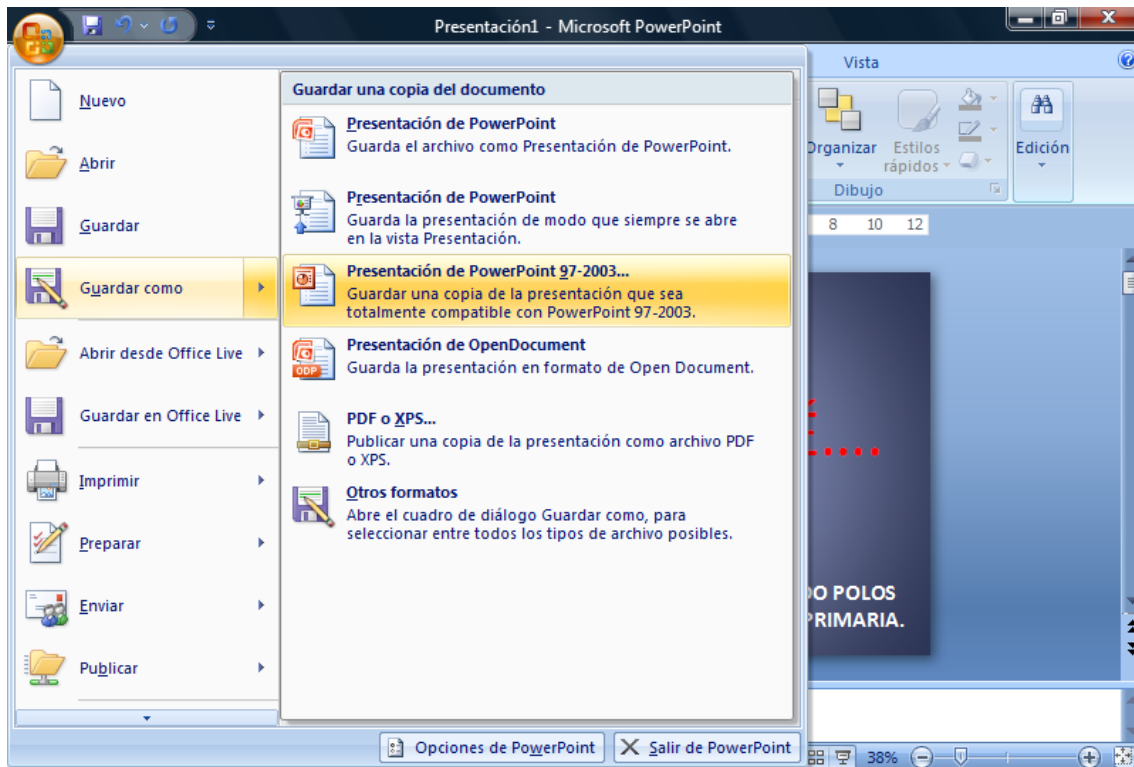 Presentación1 - Microsoft PowerPoint
Vista
Nuevo
Abrir
Guardar
Guardar como
Abrir desde Office Live
Guardar en Office Live
Imprimir
Preparar
Enviar
Publicar
Guardar una copia del documento
Presentación de PowerPoint
Guarda el archivo como Presentación de PowerPoint.
Presentación de PowerPoint
Guarda la presentación de modo que siempre se abre
en la vista Presentación.
Presentación de PowerPoint 97-2003...
Guardar una copia de la presentación que sea
totalmente compatible con PowerPoint 97-2003.
Presentación de OpenDocument
ODP
Guarda la presentación en formato de Open Document.
PDF o XPS...
Publicar una copia de la presentación como archivo PDF
o XPS.
Otros formatos
Abre el cuadro de diálogo Guardar como, para
seleccionar entre todos los tipos de archivo posibles.
Opciones de PowerPoint
Salir de PowerPoint
Organizar
Estilos
rápidos
Edición
Dibujo
8 10 12
POLOS
PRIMARIA.
38%